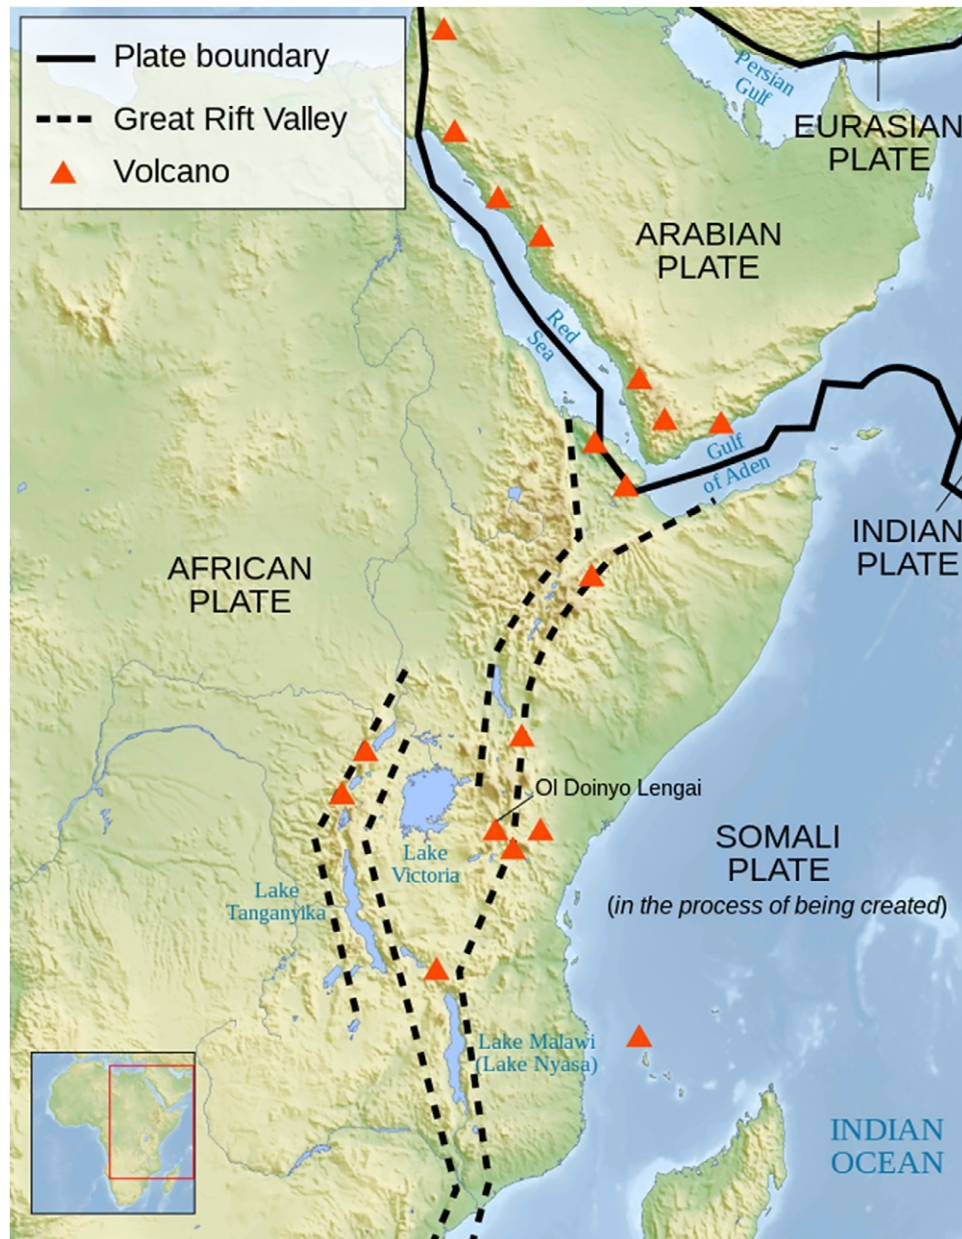 Plate boundary
Great Rift Valley
Volcano
Persian
Gulf
EURASIAN
PLATE
ARABIAN
PLATE
Red
Sea
Gulf
of Aden
INDIAN
PLATE
AFRICAN
PLATE
Ol Doinyo Lengai
SOMALI
PLATE
(in the process of being created)
Lake
Victoria
Lake
Tanganyika
Lake Malawi
(Lake Nyasa)
INDIAN
OCEAN